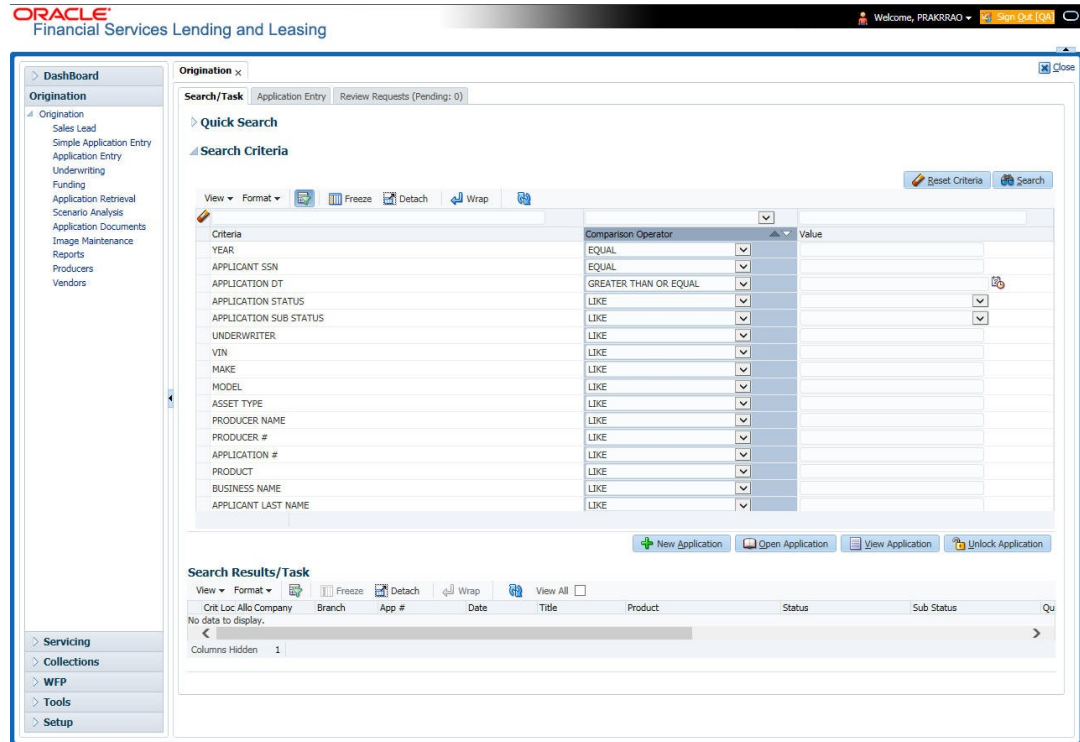 ORACLE®
Financial Services Lending and Leasing
Welcome, PRAKRRAO
Sign Out [QA]
Close
DashBoard
Origination
Origination
Sales Lead
Simple Application Entry
Application Entry
Underwriting
Funding
Application Retrieval
Scenario Analysis
Application Documents
Image Maintenance
Reports
Producers
Vendors
Servicing
Collections
WFP
Tools
Setup
Origination
Search/Task Application Entry Review Requests (Pending: 0)
Quick Search
Search Criteria
Reset Criteria Search
View Format Freeze Detach Wrap
Criteria Comparison Operator Value
YEAR EQUAL
APPLICANT SSN EQUAL
APPLICATION DT GREATER THAN OR EQUAL
APPLICATION STATUS LIKE
APPLICATION SUB STATUS LIKE
UNDERWRITER LIKE
VIN LIKE
MAKE LIKE
MODEL LIKE
ASSET TYPE LIKE
PRODUCER NAME LIKE
PRODUCER # LIKE
APPLICATION # LIKE
PRODUCT LIKE
BUSINESS NAME LIKE
APPLICANT LAST NAME LIKE
New Application Open Application View Application Unlock Application
Search Results/Task
View Format Freeze Detach Wrap View All
Crit Loc Allo Company Branch App # Date Title Product Status Sub Status Qu
No data to display.
Columns Hidden 1